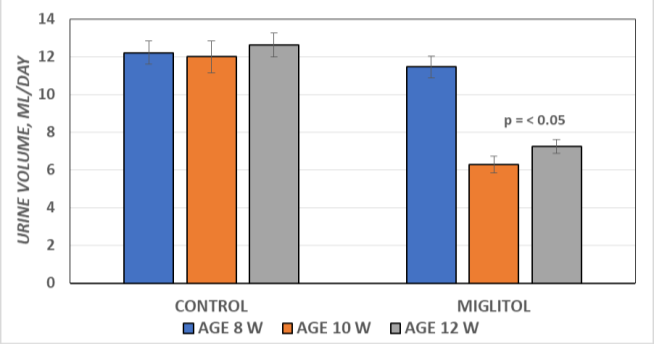 14
12
10
8
6
4
2
0
URINE VOLUME, ML/DAY
p = < 0.05
CONTROL MIGLITOL
AGE 8 W AGE 10 W AGE 12 W